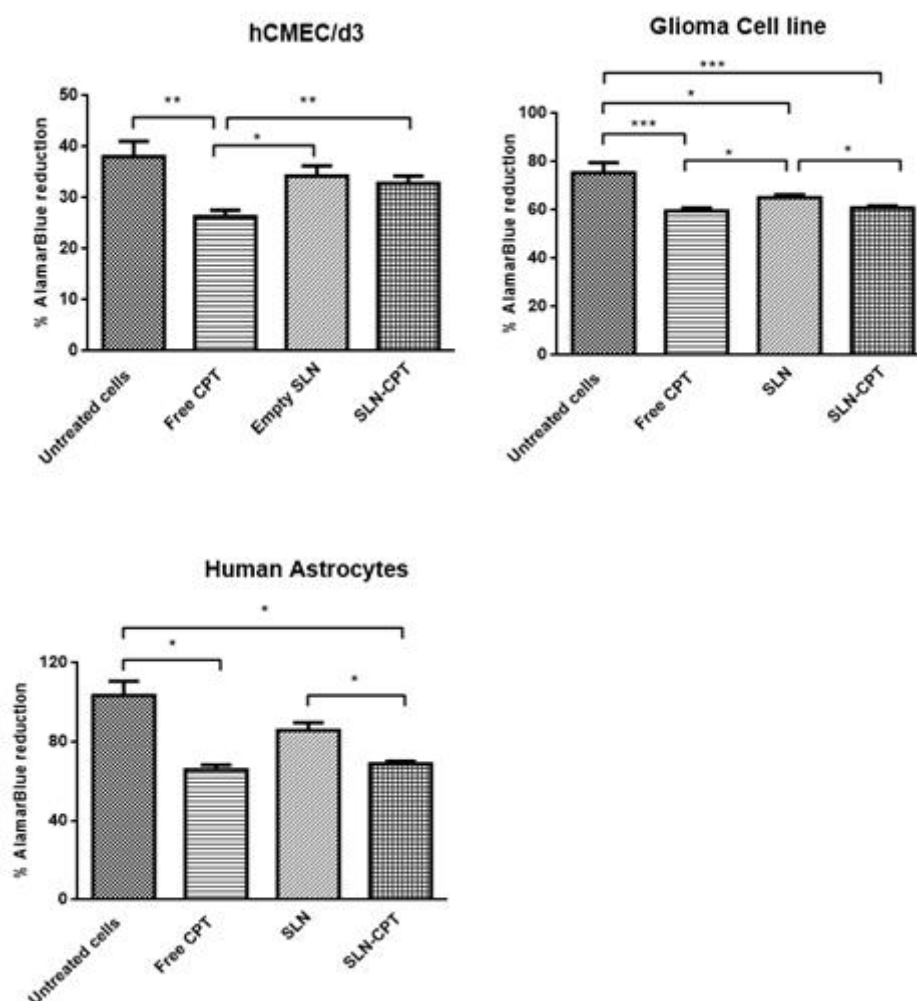 hCMEC/d3
** **
*
50
40
30
20
10
0
% AlamarBlue reduction
Untreated cells
Free CPT
Empty SLN
SLN-CPT
Glioma Cell line
***
*
***
* *
100
80
60
40
20
0
% AlamarBlue reduction
Untreated cells
Free CPT
SLN
SLN-CPT
Human Astrocytes
*
*
*
120
80
40
0
% AlamarBlue reduction
Untreated cells
Free CPT
SLN
SLN-CPT